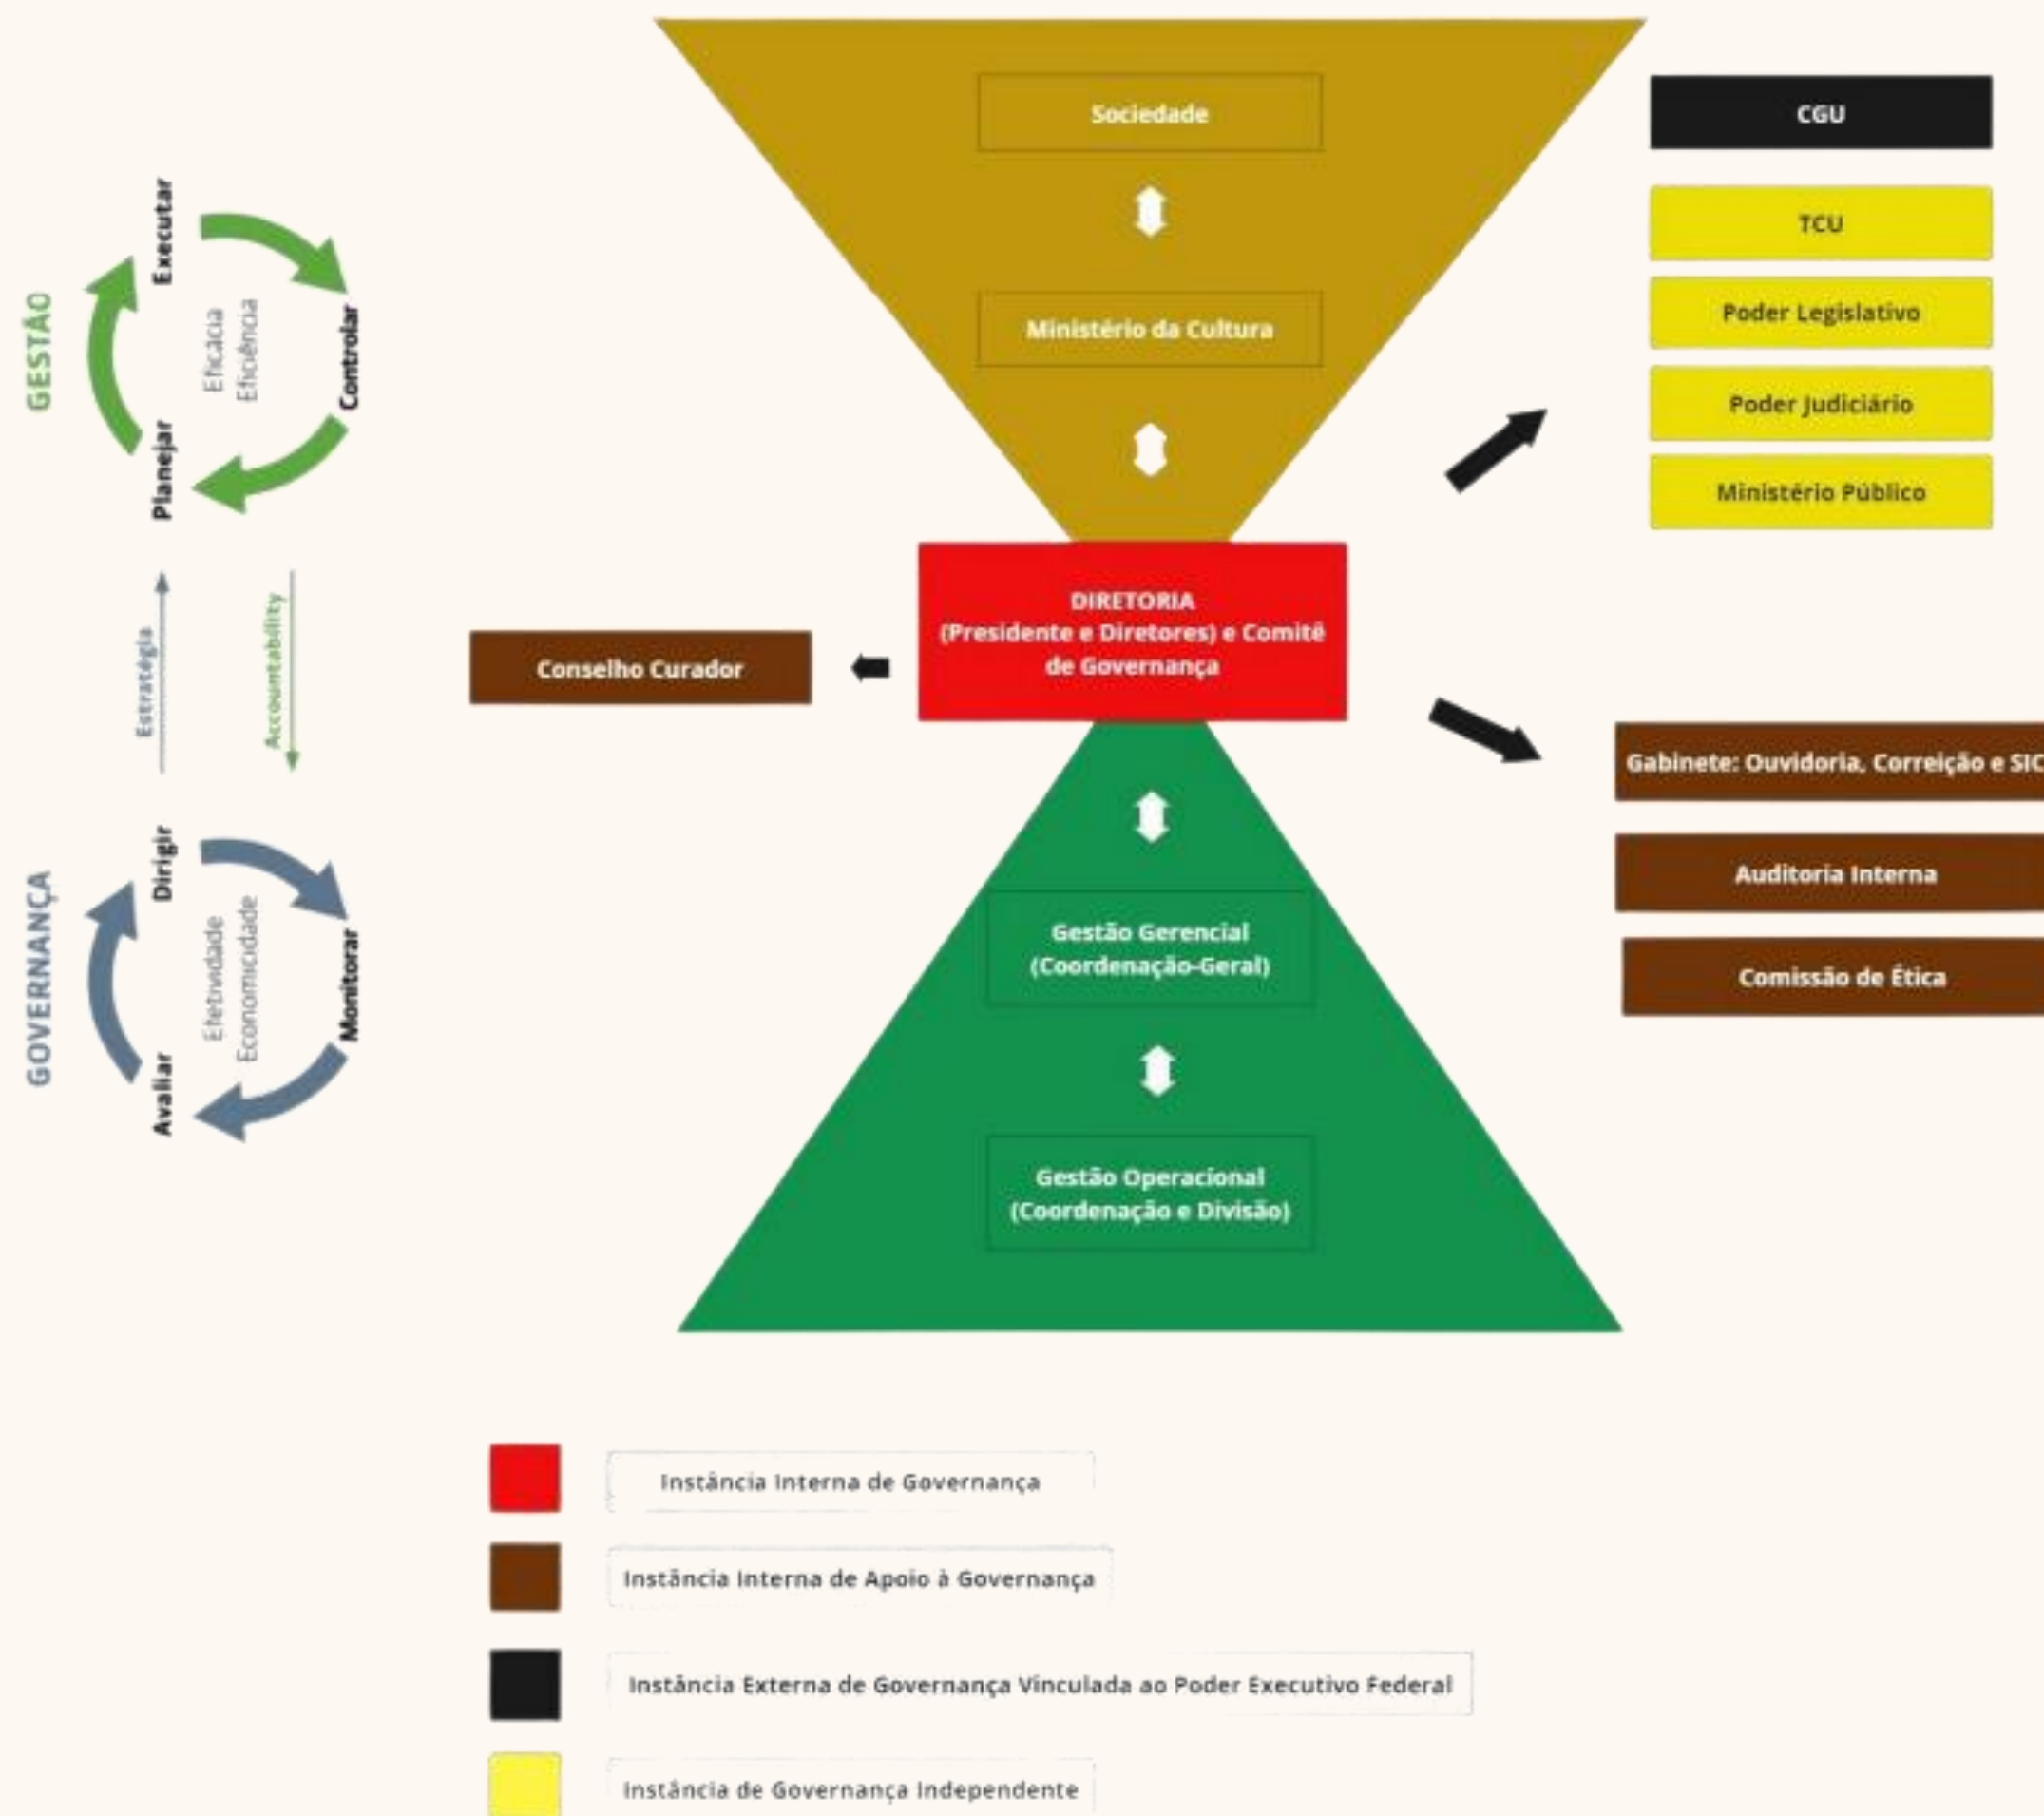 GESTÃO
Executar
Eficácia
Eficiência
Controlar
Planejar
Estratégia
Accountability
GOVERNANÇA
Dirigir
Efetividade
Economicidade
Monitorar
Avaliar
Sociedade
Ministério da Cultura
DIRETORIA
(Presidente e Diretores) e Comitê
de Governança
Conselho Curador
Gestão Gerencial
(Coordenação-Geral)
Gestão Operacional
(Coordenação e Divisão)
CGU
TCU
Poder Legislativo
Poder Judiciário
Ministério Público
Gabinete: Ouvidoria, Correição e SIC
Auditoria Interna
Comissão de Ética
Instância Interna de Governança
Instância Interna de Apoio à Governança
Instância Externa de Governança Vinculada ao Poder Executivo Federal
Instância de Governança Independente